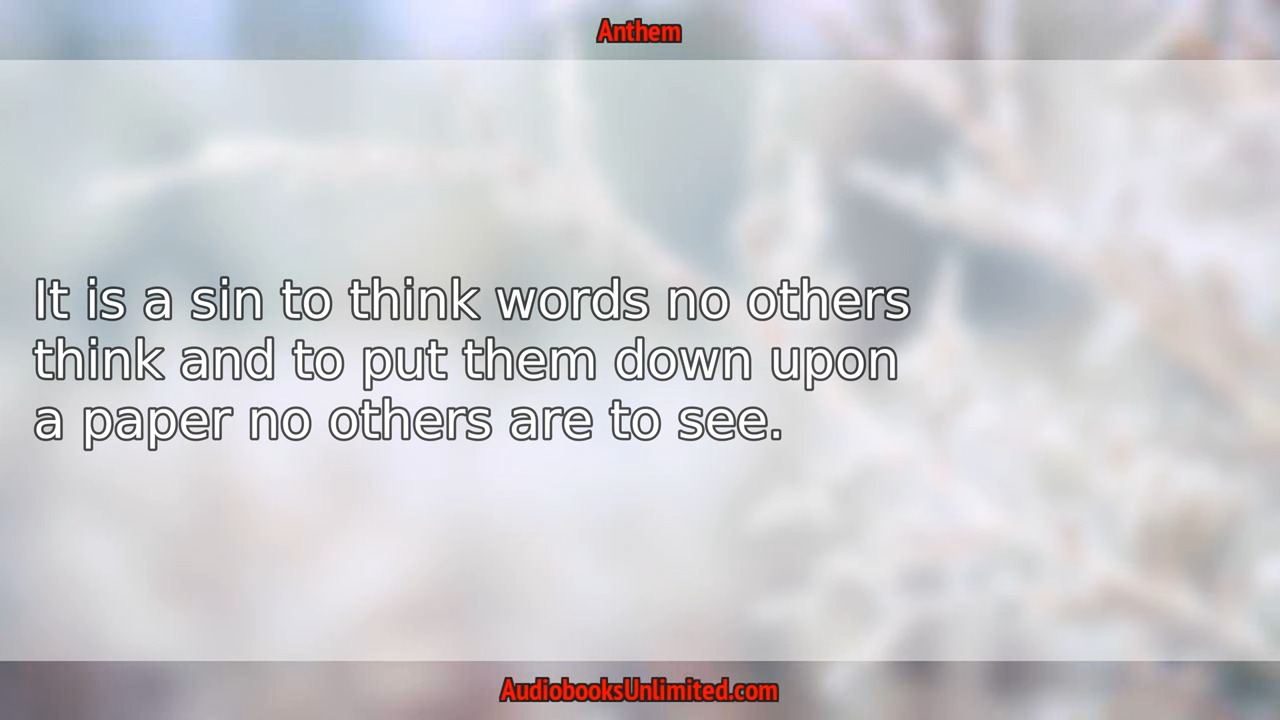 Anthem
It is a sin to think words no others
think and to put them down upon
a paper no others are to see.
AudiobooksUnlimited.com